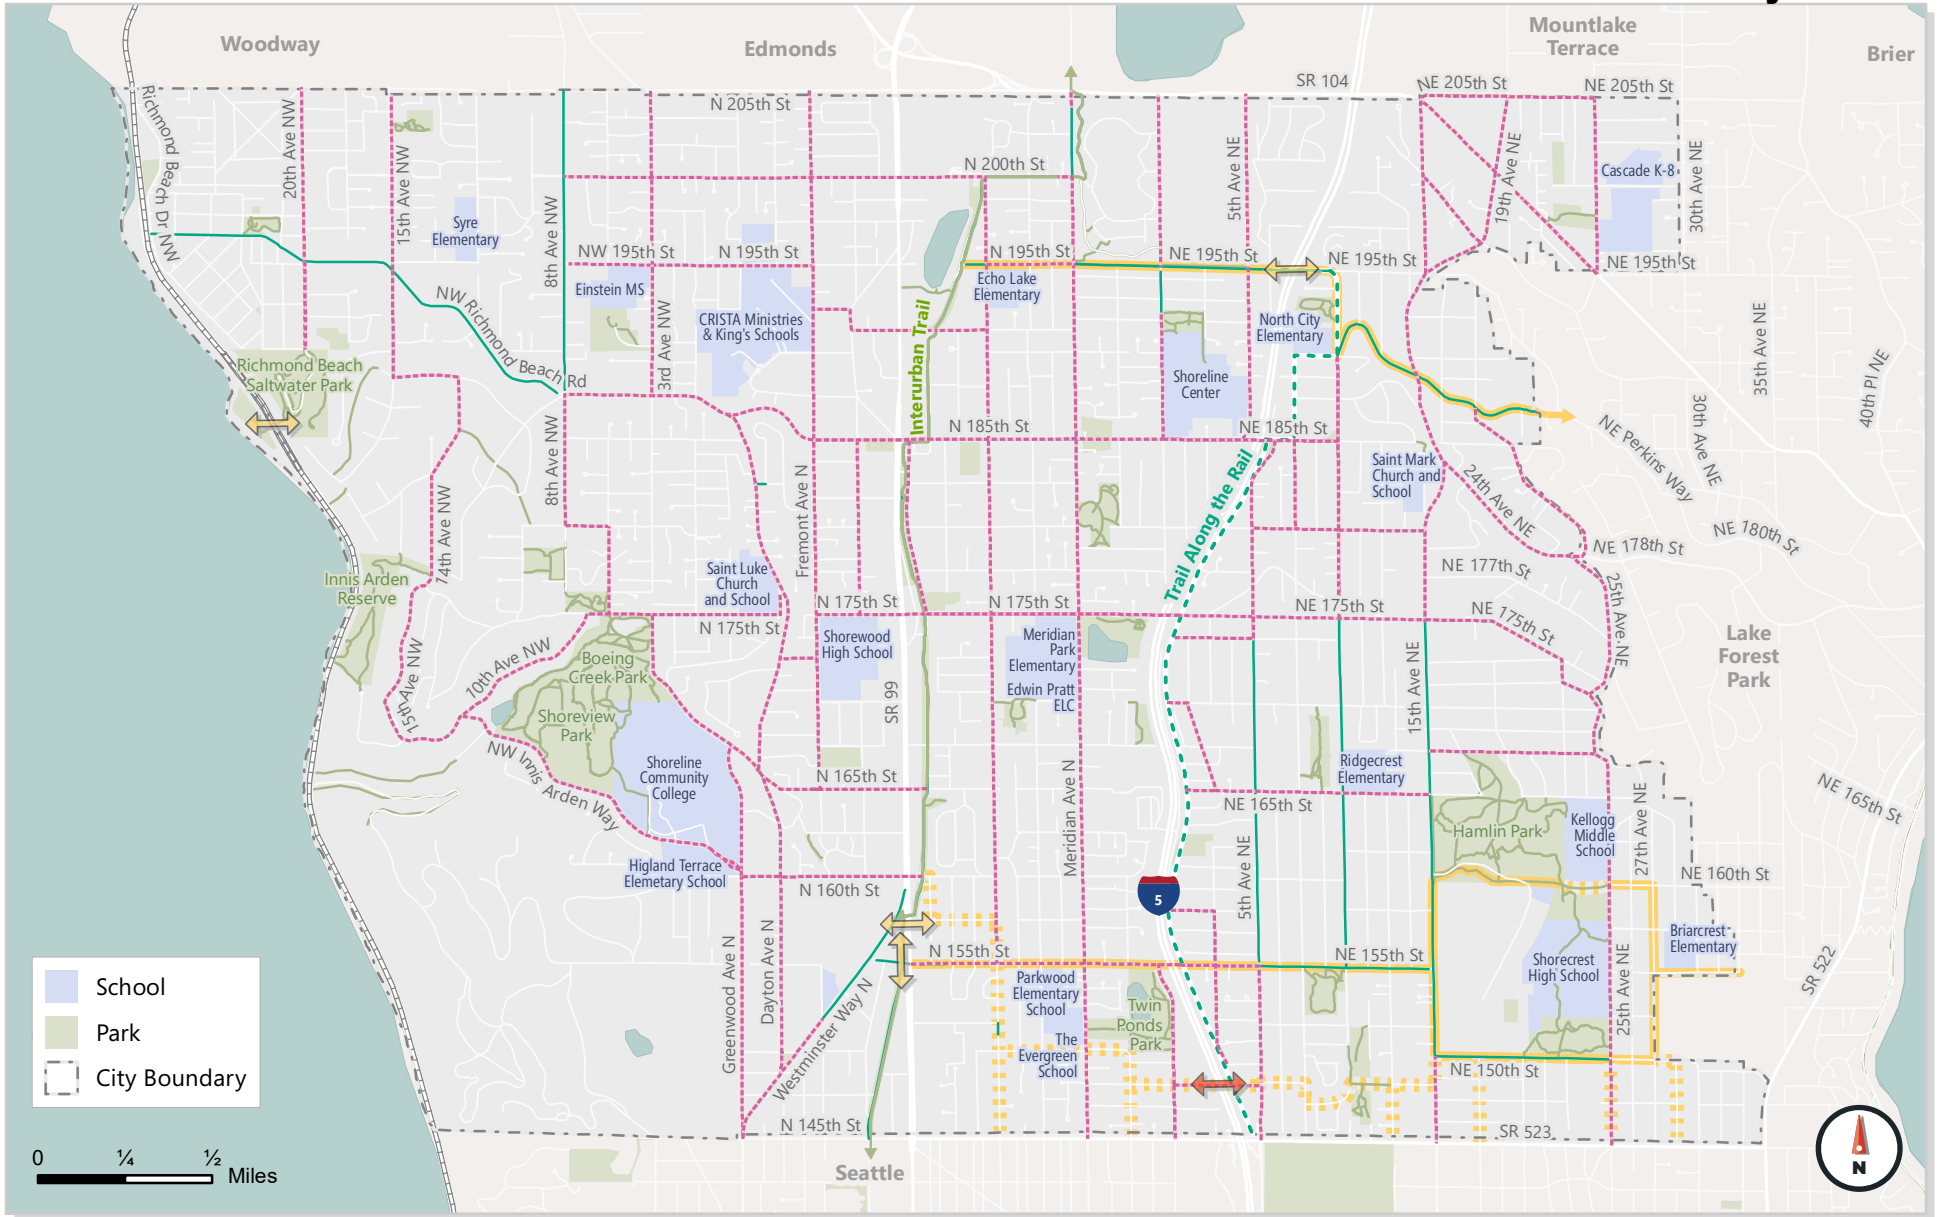 Woodway
Edmonds
Mountlake
Terrace
Brier
SR 104
NE 205th St
NE 205th St
N 205th St
Richmond Beach Dr NW
20th Ave NW
15th Ave NW
8th Ave NW
N 200th St
5th Ave NE
19th Ave NE
Cascade K-8
30th Ave NE
Syre
Elementary
NW 195th St
N 195th St
N 195th St
NE 195th St
NE 195th St
NE 195th St
Einstein MS
Echo Lake
Elementary
NW Richmond Beach Rd
3rd Ave NW
CRISTA Ministries
& King's Schools
Interurban Trail
North City
Elementary
35th Ave NE
40th Pl NE
Richmond Beach
Saltwater Park
Shoreline
Center
8th Ave NW
N 185th St
NE 185th St
NE Perkins Way
30th Ave NE
Saint Mark
Church and
School
24th Ave NE
Fremont Ave N
14th Ave NW
Trail Along the Rail
NE 180th St
NE 178th St
NE 177th St
Innis Arden
Reserve
Saint Luke
Church
and School
N 175th St
N 175th St
N 175th St
NE 175th St
NE 175th St
25th Ave NE
Shorewood
High School
Meridian
Park
Elementary
Edwin Pratt
ELC
Lake
Forest
Park
15th Ave NW
10th Ave NW
Boeing
Creek Park
Shoreview
Park
SR 99
15th Ave NE
NW Innis Arden Way
Shoreline
Community
College
N 165th St
Meridian Ave N
Ridgecrest
Elementary
NE 165th St
NE 165th St
Hamlin Park
Kellogg
Middle
School
27th Ave NE
Higland Terrace
Elemetary School
N 160th St
5
5th Ave NE
NE 160th St
Greenwood Ave N
Dayton Ave N
N 155th St
NE 155th St
Briarcrest
Elementary
Shorecrest
High School
25th Ave NE
SR 522
Westminster Way N
Parkwood
Elementary
School
Twin
Ponds
Park
The
Evergreen
School
NE 150th St
N 145th St
SR 523
Seattle
School
Park
City Boundary
0
¼
½
Miles
N